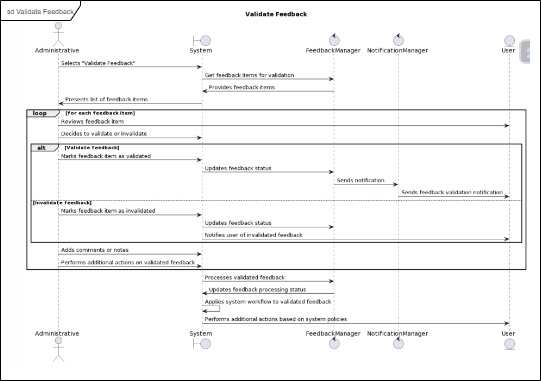 sd Validate Feedback
Validate Feedback
Administrative System FeedbackManager NotificationManager User
Selects "Validate Feedback"
Get feedback items for validation
Provides feedback items
Presents list of feedback items
loop [for each feedback item]
Reviews feedback item
Decides to validate or invalidate
alt [Validate feedback]
Marks feedback item as validated
Updates feedback status
Sends notification
Sends feedback validation notification
[Invalidate feedback]
Marks feedback item as invalidated
Updates feedback status
Notifies user of invalidated feedback
Adds comments or notes
Performs additional actions on validated feedback
Processes validated feedback
Updates feedback processing status
Applies system workflow to validated feedback
Performs additional actions based on system policies
Administrative System FeedbackManager NotificationManager User